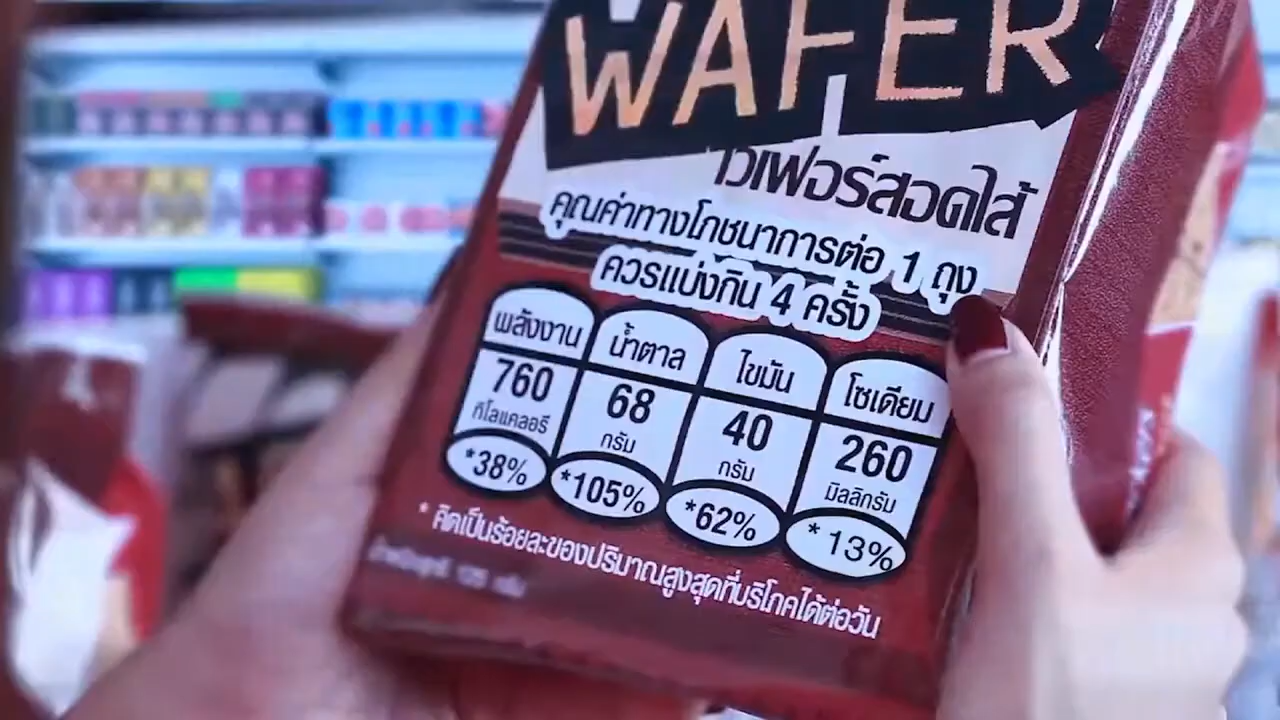 WAFER
เวเฟอร์สอดไส้
คุณค่าทางโภชนาการต่อ 1 ถุง
ควรแบ่งกิน 4 ครั้ง
พลังงาน น้ำตาล ไขมัน โซเดียม
760 68 40 260
กิโลแคลอรี กรัม กรัม มิลลิกรัม
*38% *105% *62% *13%
* คิดเป็นร้อยละของปริมาณสูงสุดที่บริโภคได้ต่อวัน